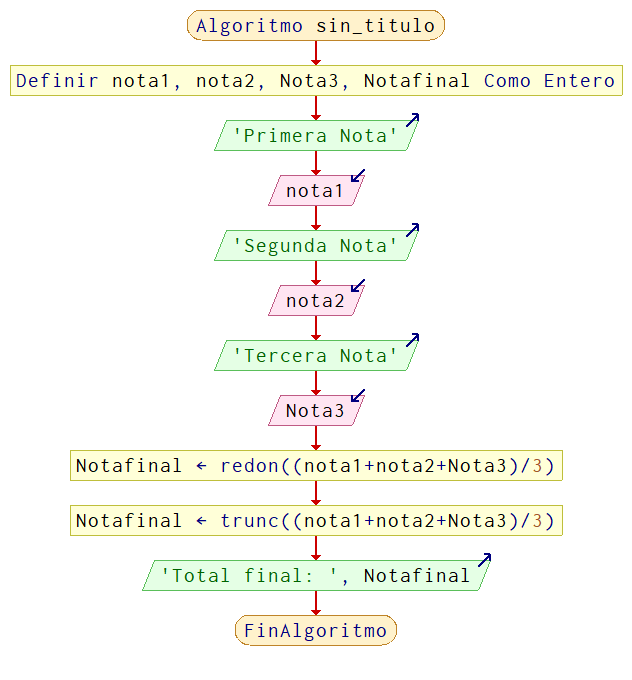 Algoritmo sin_titulo
Definir nota1, nota2, Nota3, Notafinal Como Entero
'Primera Nota'
nota1
'Segunda Nota'
nota2
'Tercera Nota'
Nota3
Notafinal ← redon((nota1+nota2+Nota3)/3)
Notafinal ← trunc((nota1+nota2+Nota3)/3)
'Total final: ', Notafinal
FinAlgoritmo